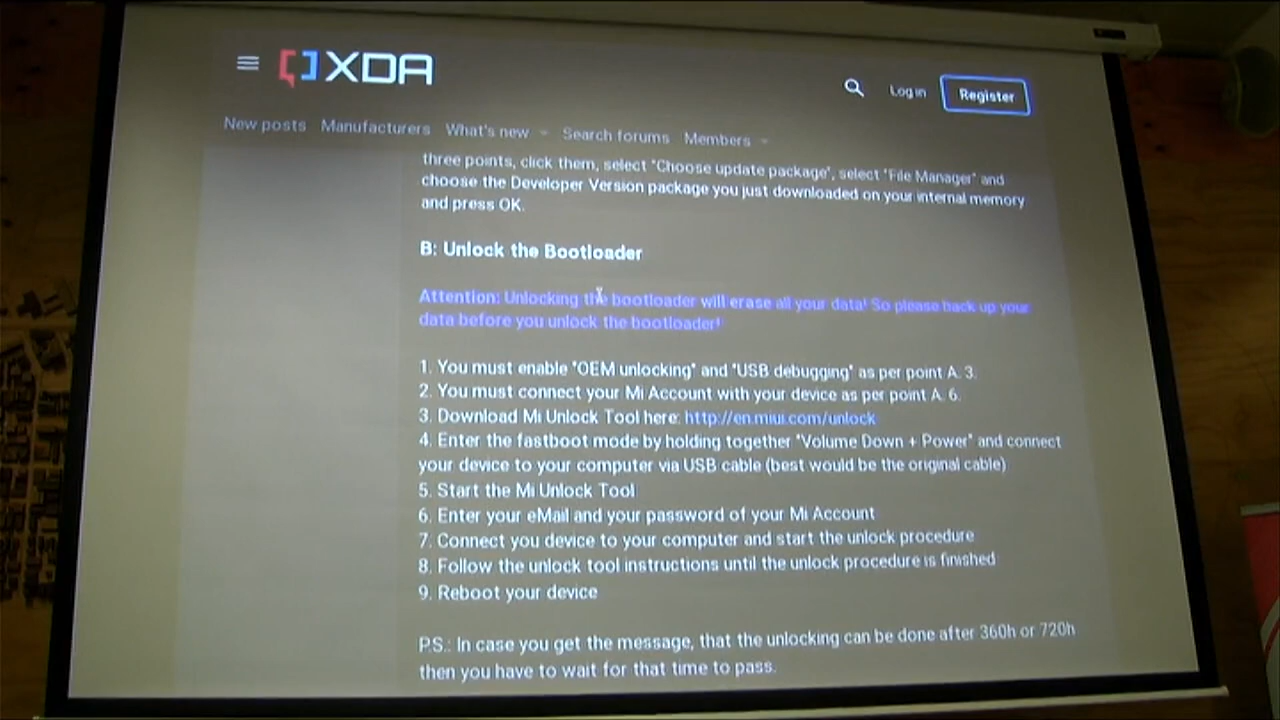 XDA
Log in
Register
New posts Manufacturers What's new Search forums Members
three points, click them, select "Choose update package", select "File Manager" and
choose the Developer Version package you just downloaded on your internal memory
and press OK.
B: Unlock the Bootloader
Attention: Unlocking the bootloader will erase all your data! So please back up your
data before you unlock the bootloader!
1. You must enable "OEM unlocking" and "USB debugging" as per point A. 3.
2. You must connect your Mi Account with your device as per point A. 6.
3. Download Mi Unlock Tool here: http://en.miui.com/unlock
4. Enter the fastboot mode by holding together "Volume Down + Power" and connect
your device to your computer via USB cable (best would be the original cable)
5. Start the Mi Unlock Tool
6. Enter your eMail and your password of your Mi Account
7. Connect you device to your computer and start the unlock procedure
8. Follow the unlock tool instructions until the unlock procedure is finished
9. Reboot your device
P.S.: In case you get the message, that the unlocking can be done after 360h or 720h
then you have to wait for that time to pass.